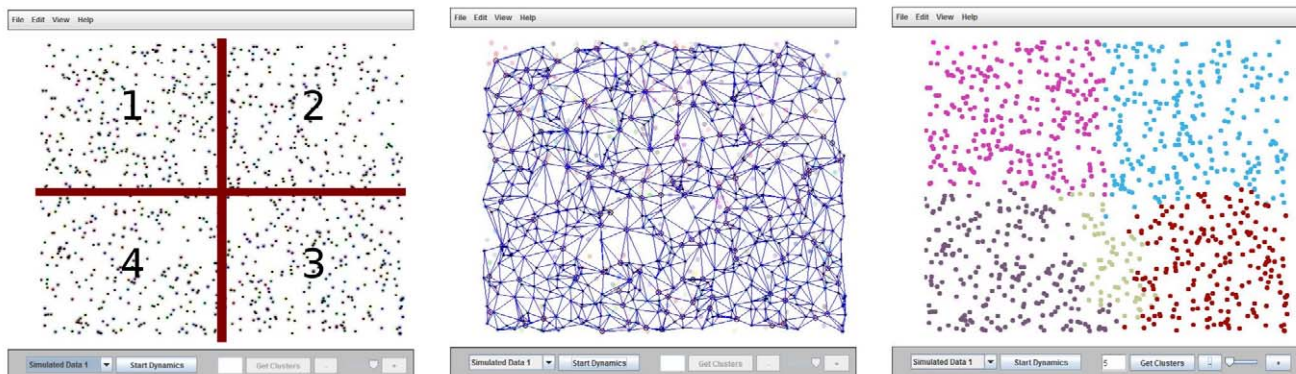 File Edit View Help
1
2
4
3
Simulated Data 1 Start Dynamics Get Clusters - +
File Edit View Help
Simulated Data 1 Start Dynamics Get Clusters - +
File Edit View Help
Simulated Data 1 Start Dynamics 5 Get Clusters - +